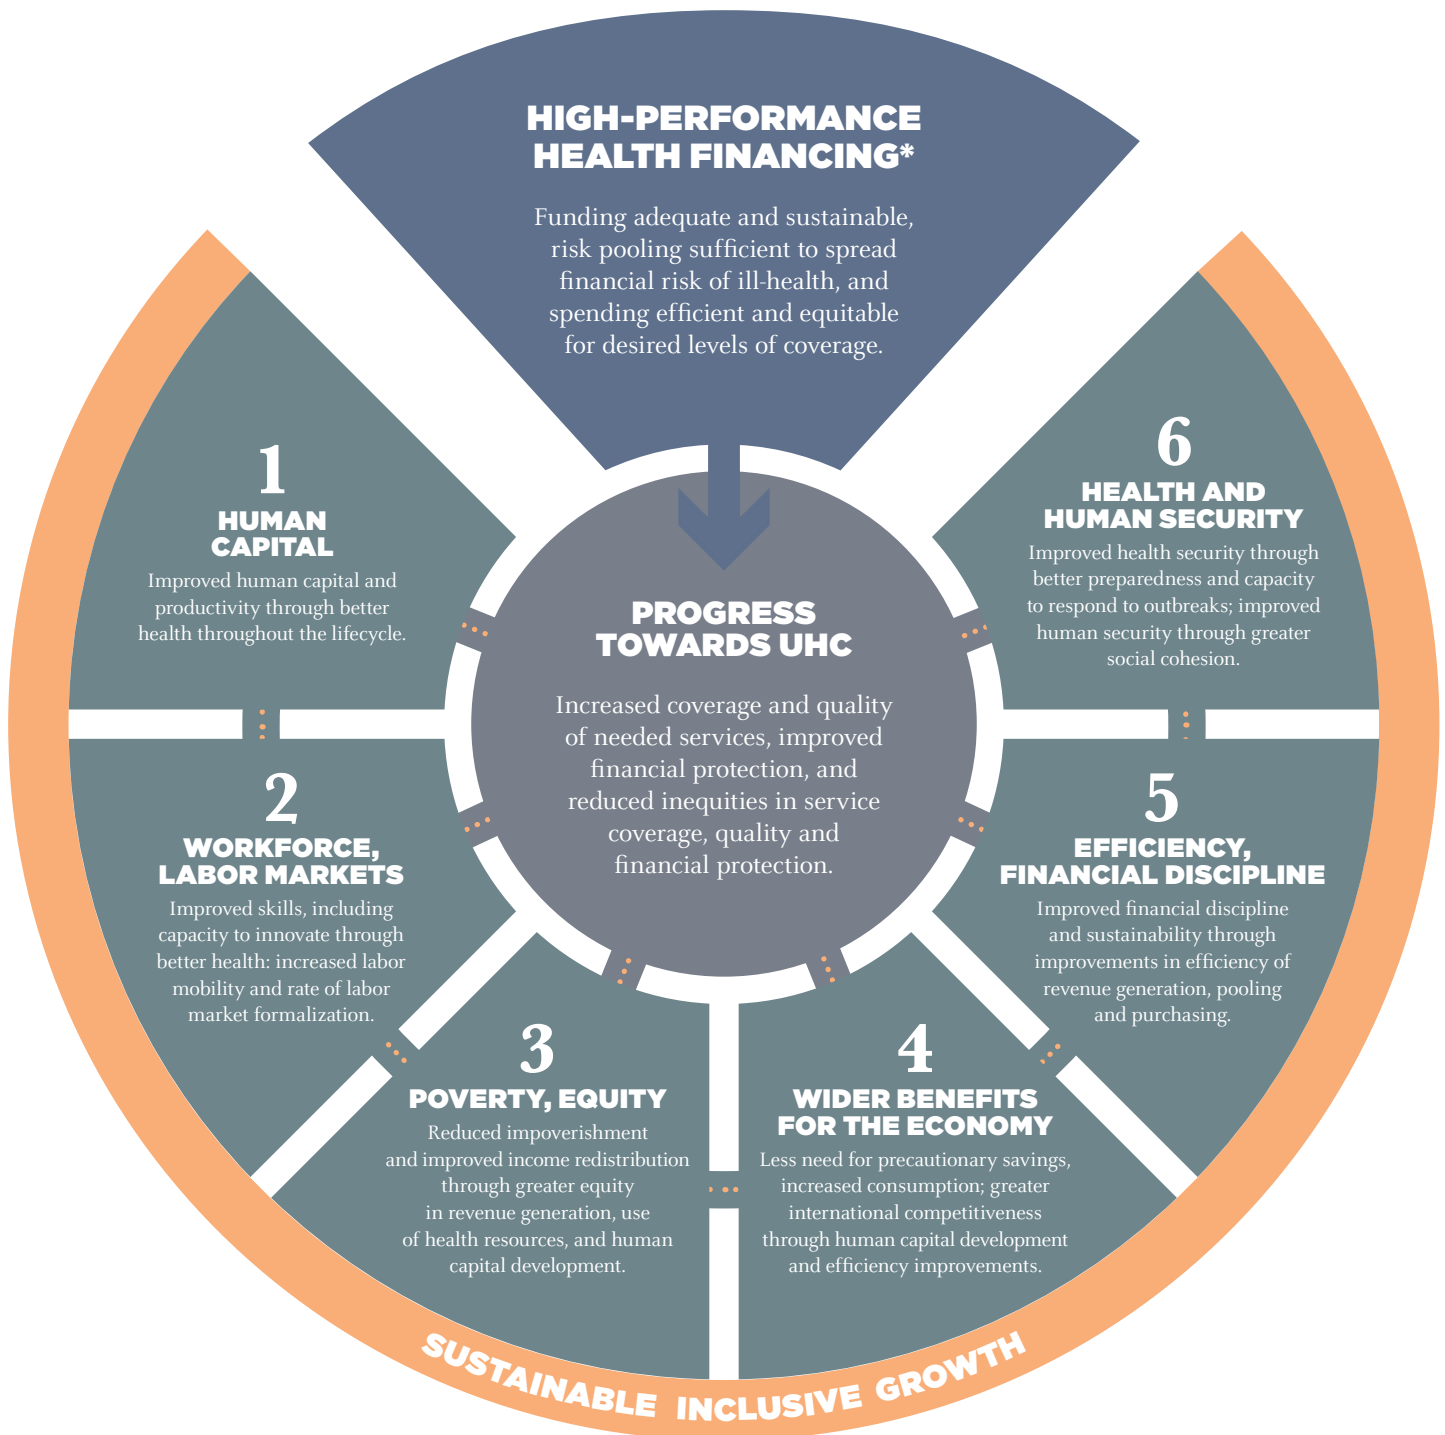 HIGH-PERFORMANCE
HEALTH FINANCING*
Funding adequate and sustainable,
risk pooling sufficient to spread
financial risk of ill-health, and
spending efficient and equitable
for desired levels of coverage.
PROGRESS
TOWARDS UHC
Increased coverage and quality
of needed services, improved
financial protection, and
reduced inequities in service
coverage, quality and
financial protection.
1
HUMAN
CAPITAL
Improved human capital and
productivity through better
health throughout the lifecycle.
2
WORKFORCE,
LABOR MARKETS
Improved skills, including
capacity to innovate through
better health: increased labor
mobility and rate of labor
market formalization.
3
POVERTY, EQUITY
Reduced impoverishment
and improved income redistribution
through greater equity
in revenue generation, use
of health resources, and human
capital development.
4
WIDER BENEFITS
FOR THE ECONOMY
Less need for precautionary savings,
increased consumption; greater
international competitiveness
through human capital development
and efficiency improvements.
5
EFFICIENCY,
FINANCIAL DISCIPLINE
Improved financial discipline
and sustainability through
improvements in efficiency of
revenue generation, pooling
and purchasing.
6
HEALTH AND
HUMAN SECURITY
Improved health security through
better preparedness and capacity
to respond to outbreaks; improved
human security through greater
social cohesion.
SUSTAINABLE INCLUSIVE GROWTH